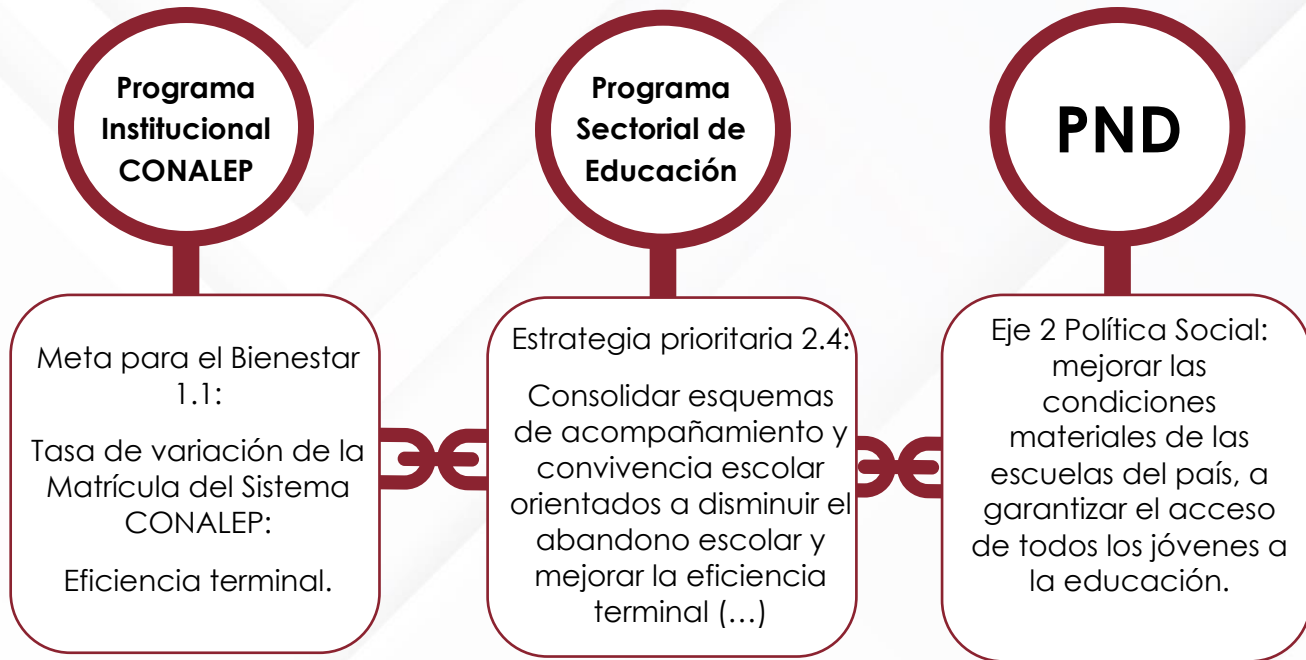 Programa
Institucional
CONALEP
Meta para el Bienestar
1.1:
Tasa de variación de la
Matrícula del Sistema
CONALEP:
Eficiencia terminal.
Programa
Sectorial de
Educación
Estrategia prioritaria 2.4:
Consolidar esquemas
de acompañamiento y
convivencia escolar
orientados a disminuir el
abandono escolar y
mejorar la eficiencia
terminal (…)
PND
Eje 2 Política Social:
mejorar las
condiciones
materiales de las
escuelas del país, a
garantizar el acceso
de todos los jóvenes a
la educación.